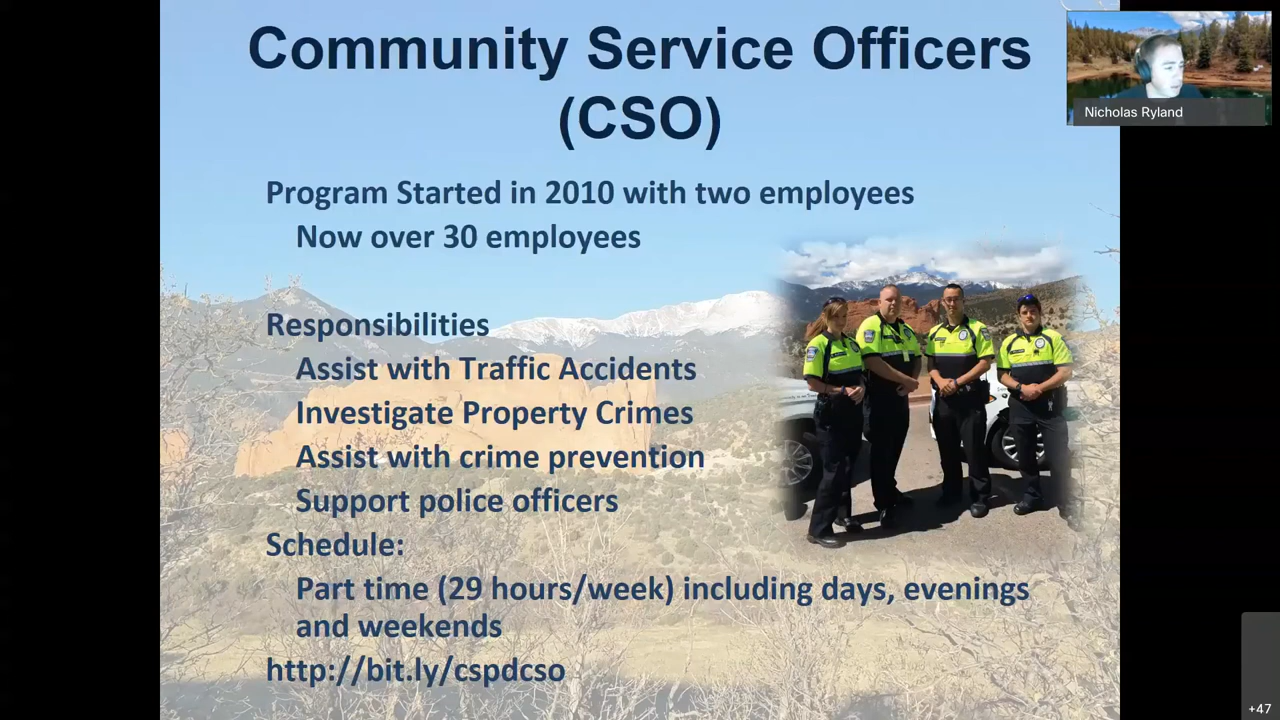 Community Service Officers
(CSO)
Nicholas Ryland
Program Started in 2010 with two employees
Now over 30 employees
Responsibilities
Assist with Traffic Accidents
Investigate Property Crimes
Assist with crime prevention
Support police officers
Schedule:
Part time (29 hours/week) including days, evenings
and weekends
http://bit.ly/cspdcso
+47